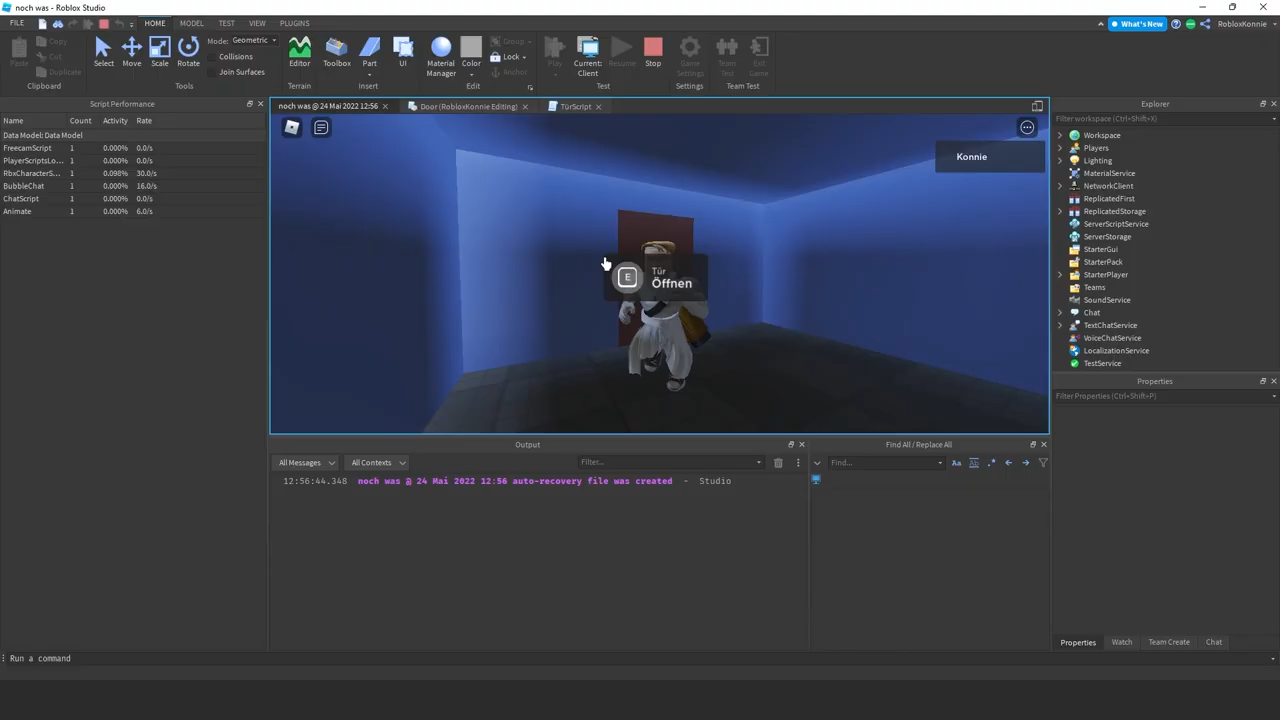 noch was - Roblox Studio
FILE
HOME
MODEL
TEST
VIEW
PLUGINS
What's New
RobloxKonnie
Paste
Copy
Cut
Duplicate
Clipboard
Select
Move
Scale
Rotate
Mode: Geometric
Collisions
Join Surfaces
Tools
Editor
Terrain
Toolbox
Part
UI
Insert
Material
Manager
Color
Group
Lock
Anchor
Edit
Play
Current:
Client
Resume
Stop
Test
Game
Settings
Settings
Team
Test
Exit
Game
Team Test
Script Performance
Name Count Activity Rate
Data Model: Data Model
FreecamScript 1 0.000% 0.0/s
PlayerScriptsLo... 1 0.000% 0.0/s
RbxCharacterS... 1 0.098% 30.0/s
BubbleChat 1 0.000% 16.0/s
ChatScript 1 0.000% 0.0/s
Animate 1 0.000% 6.0/s
noch was @ 24 Mai 2022 12:56
Door (RobloxKonnie Editing)
TürScript
Konnie
E
Tür
Öffnen
Output
All Messages
All Contexts
Filter...
12:56:44.348 noch was @ 24 Mai 2022 12:56 auto-recovery file was created - Studio
Find All / Replace All
Find...
Aa
Ab
Explorer
Filter workspace (Ctrl+Shift+X)
Workspace
Players
Lighting
MaterialService
NetworkClient
ReplicatedFirst
ReplicatedStorage
ServerScriptService
ServerStorage
StarterGui
StarterPack
StarterPlayer
Teams
SoundService
Chat
TextChatService
VoiceChatService
LocalizationService
TestService
Properties
Filter Properties (Ctrl+Shift+P)
Properties
Watch
Team Create
Chat
Run a command